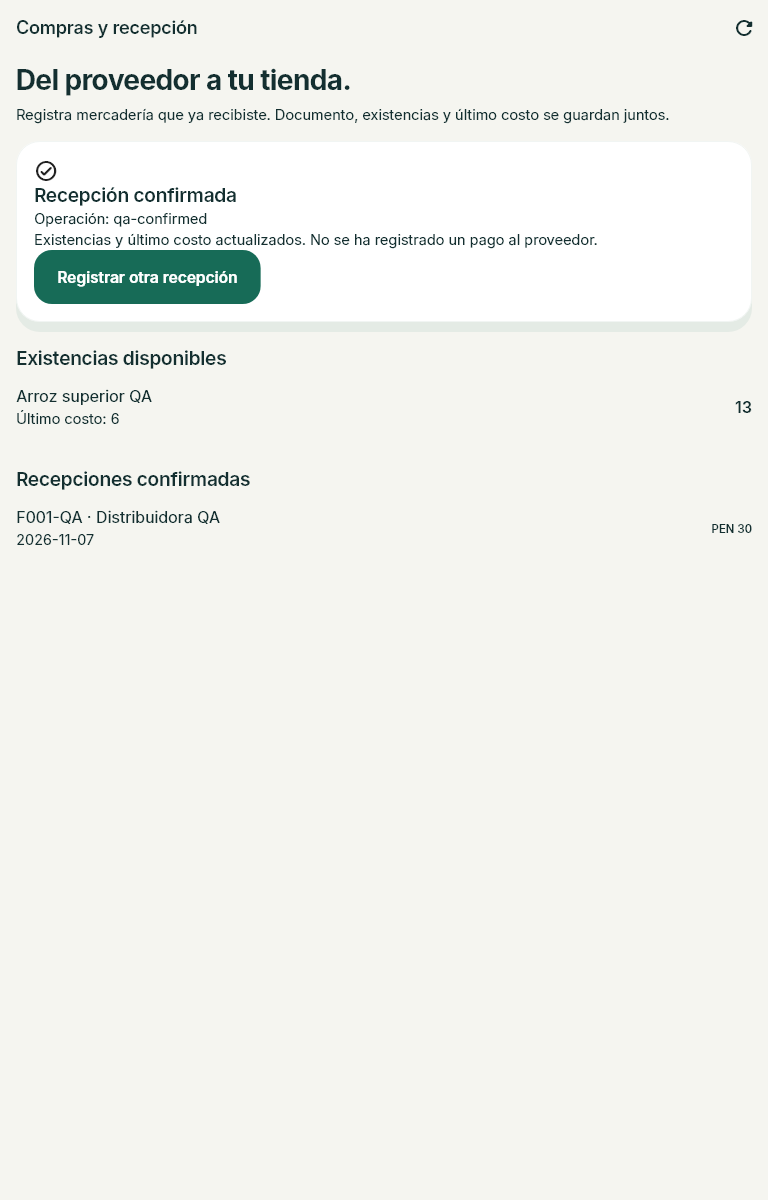 Compras y recepción
Del proveedor a tu tienda.
Registra mercadería que ya recibiste. Documento, existencias y último costo se guardan juntos.
Recepción confirmada
Operación: qa-confirmed
Existencias y último costo actualizados. No se ha registrado un pago al proveedor.
Registrar otra recepción
Existencias disponibles
Arroz superior QA
Último costo: 6
13
Recepciones confirmadas
F001-QA · Distribuidora QA
2026-11-07
PEN 30